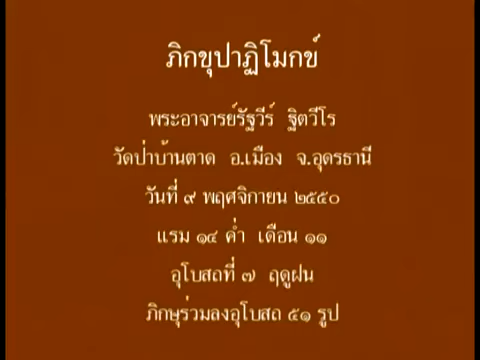 ภิกขุปาฏิโมกข์
พระอาจารย์รัฐวีร์ ฐิตวีโร
วัดป่าบ้านตาด อ.เมือง จ.อุดรธานี
วันที่ ๙ พฤศจิกายน ๒๕๕๐
แรม ๑๔ ค่ำ เดือน ๑๑
อุโบสถที่ ๗ ฤดูฝน
ภิกษุร่วมลงอุโบสถ ๕๑ รูป